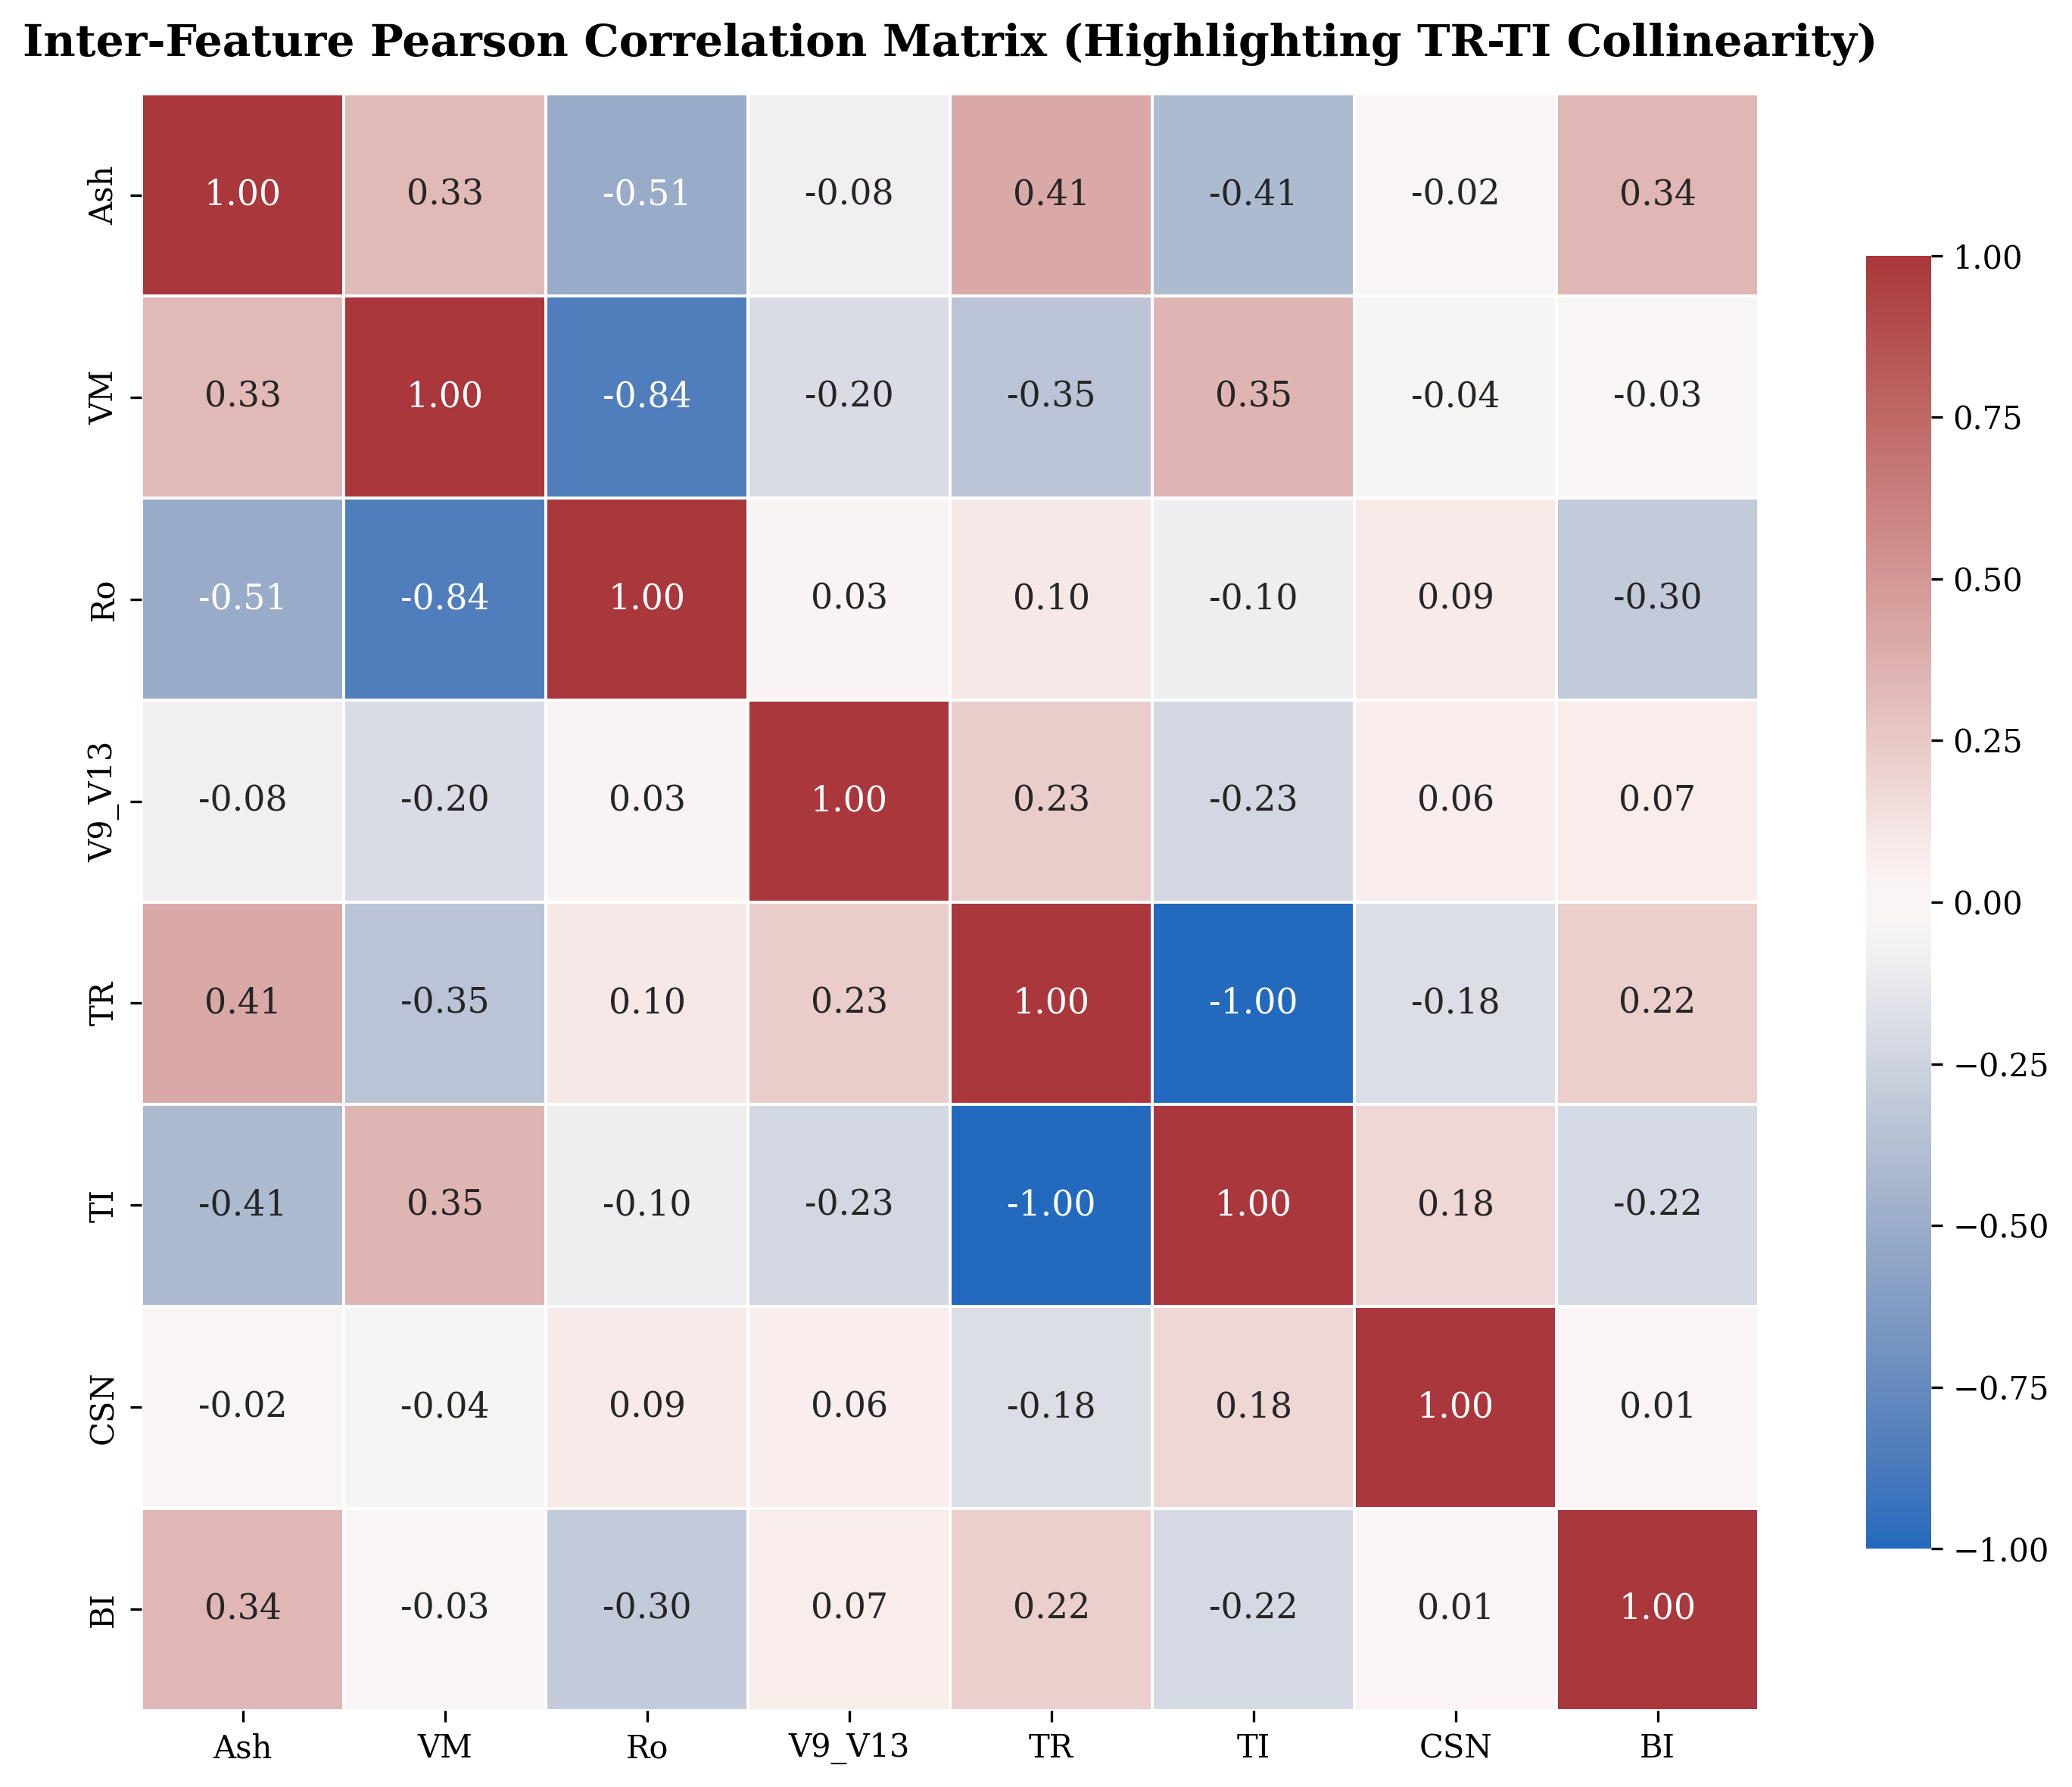 Inter-Feature Pearson Correlation Matrix (Highlighting TR-TI Collinearity)
Ash 1.00 0.33 -0.51 -0.08 0.41 -0.41 -0.02 0.34
VM 0.33 1.00 -0.84 -0.20 -0.35 0.35 -0.04 -0.03
Ro -0.51 -0.84 1.00 0.03 0.10 -0.10 0.09 -0.30
V9_V13 -0.08 -0.20 0.03 1.00 0.23 -0.23 0.06 0.07
TR 0.41 -0.35 0.10 0.23 1.00 -1.00 -0.18 0.22
TI -0.41 0.35 -0.10 -0.23 -1.00 1.00 0.18 -0.22
CSN -0.02 -0.04 0.09 0.06 -0.18 0.18 1.00 0.01
BI 0.34 -0.03 -0.30 0.07 0.22 -0.22 0.01 1.00
Ash VM Ro V9_V13 TR TI CSN BI
1.00
0.75
0.50
0.25
0.00
−0.25
−0.50
−0.75
−1.00